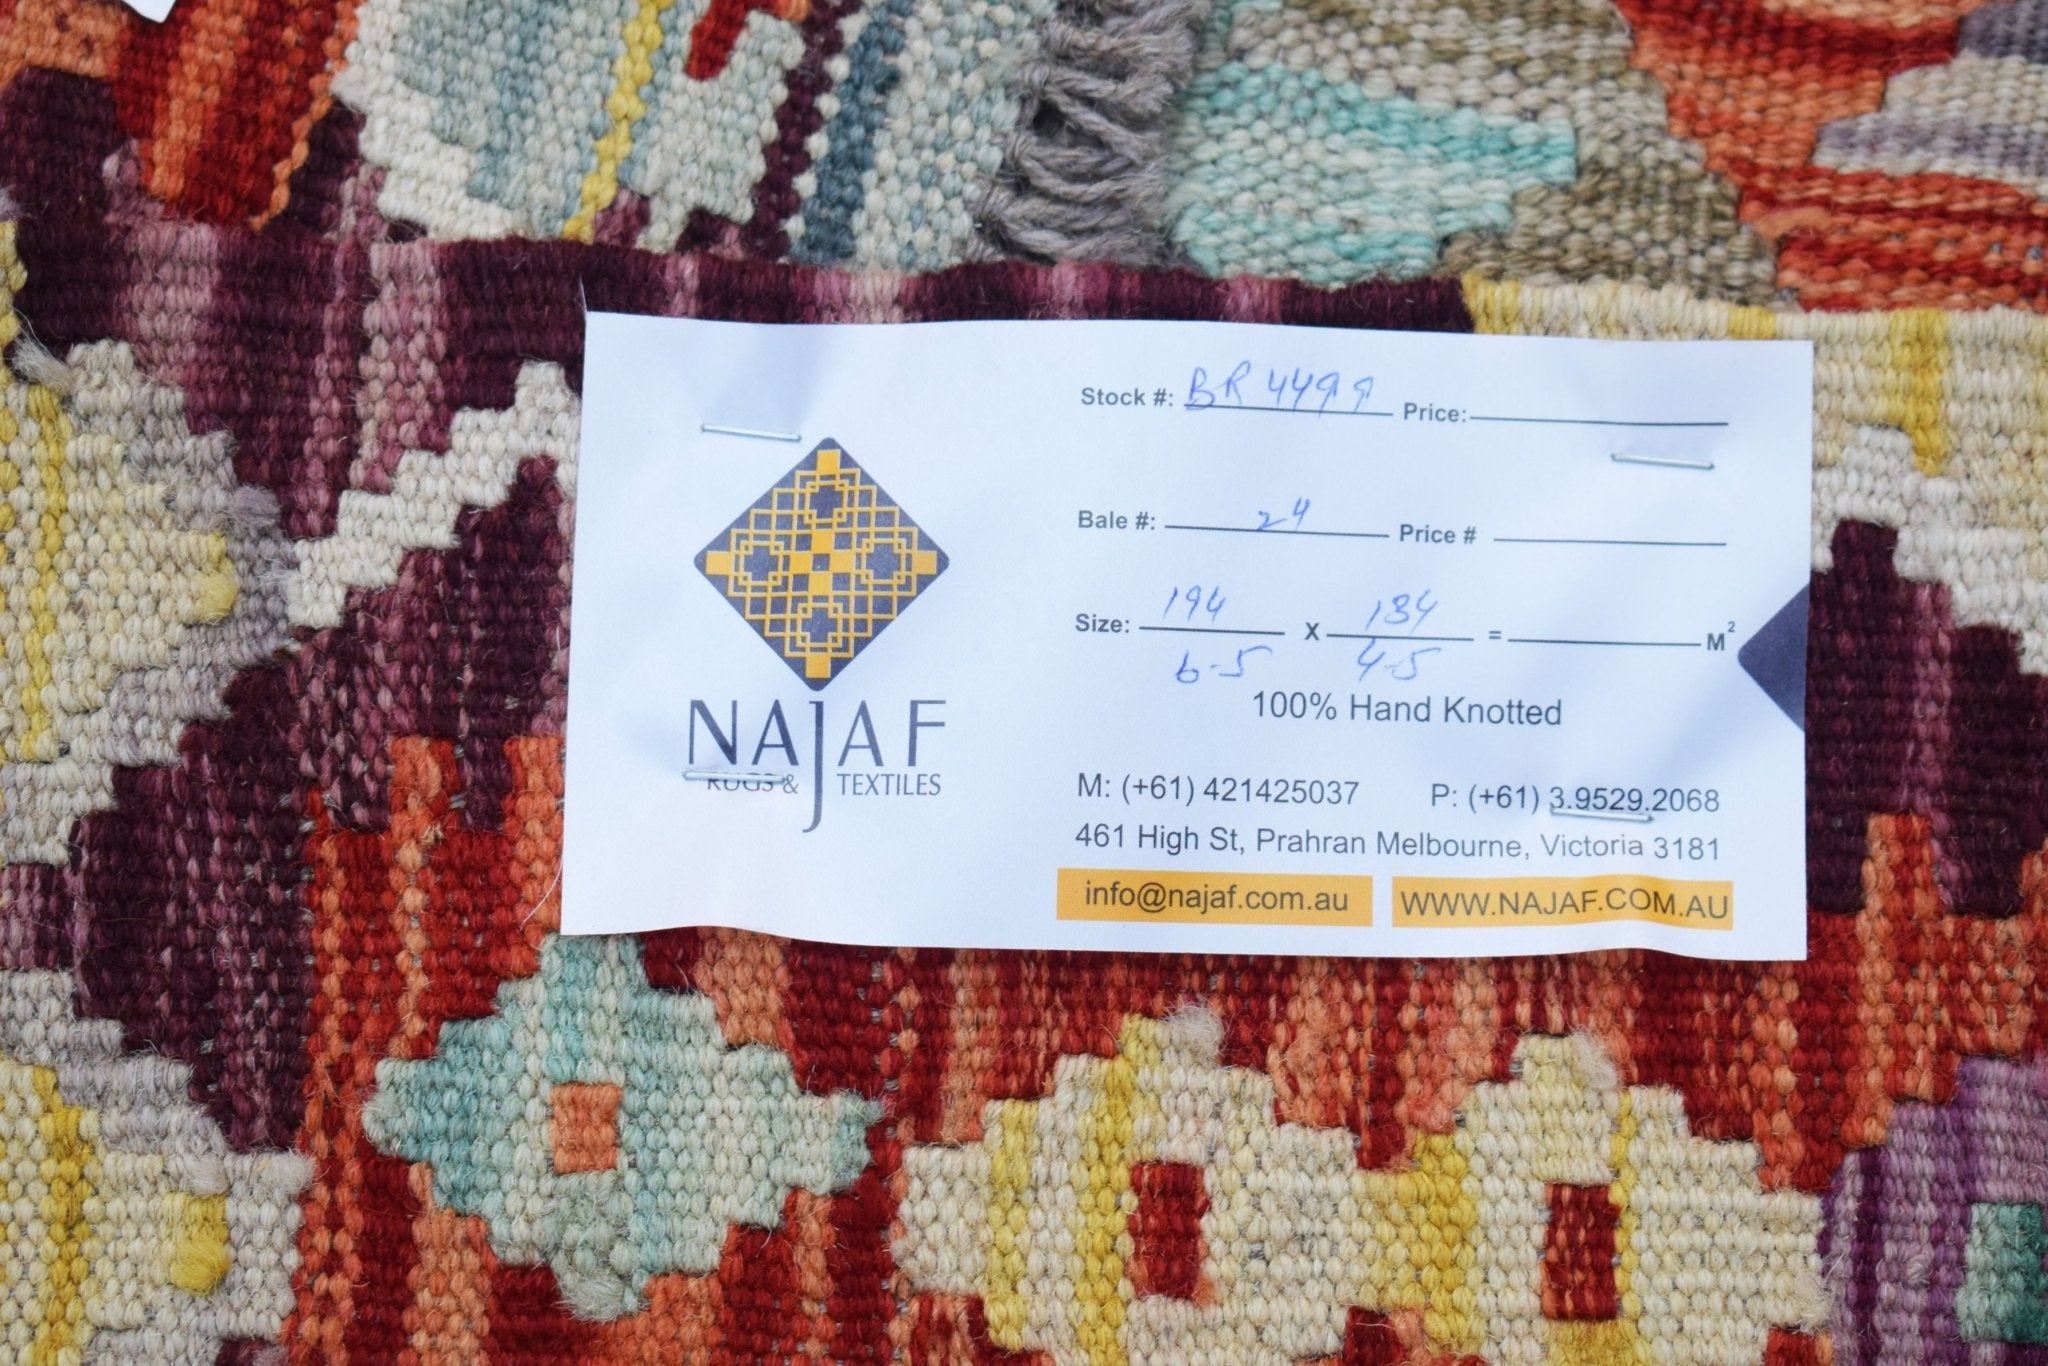 NAJAF
RUGS & TEXTILES
Stock #: BR 4499 Price:
Bale #: 24 Price #
Size: 194 X 134 = M²
6-5 4-5
100% Hand Knotted
M: (+61) 421425037 P: (+61) 3.9529.2068
461 High St, Prahran Melbourne, Victoria 3181
info@najaf.com.au WWW.NAJAF.COM.AU